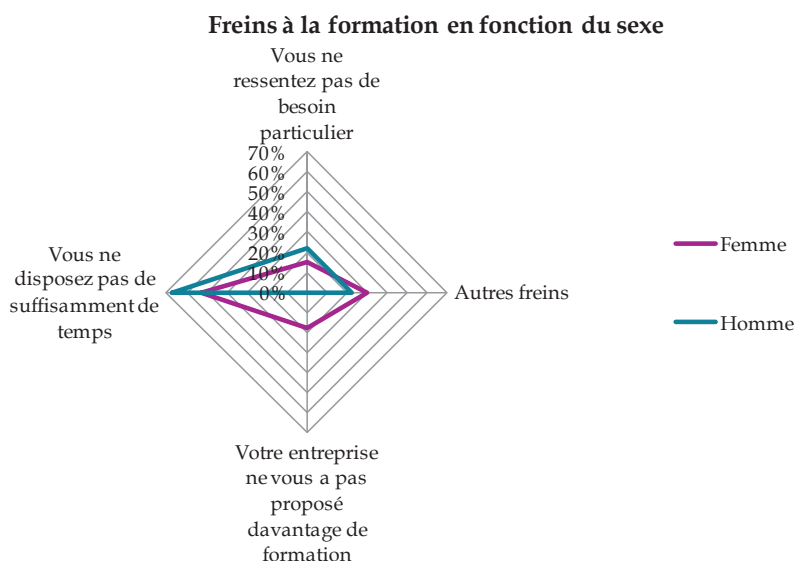 Freins à la formation en fonction du sexe
Vous ne
ressentez pas de
besoin
particulier
70%
60%
50%
40%
30%
20%
10%
0%
Vous ne
disposez pas de
suffisamment de
temps
Autres freins
Votre entreprise
ne vous a pas
proposé
davantage de
formation
Femme
Homme